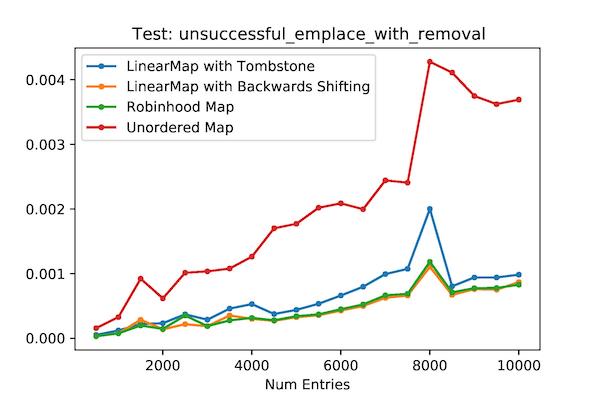 Test: unsuccessful_emplace_with_removal
LinearMap with Tombstone
LinearMap with Backwards Shifting
Robinhood Map
Unordered Map
0.004
0.003
0.002
0.001
0.000
2000 4000 6000 8000 10000
Num Entries